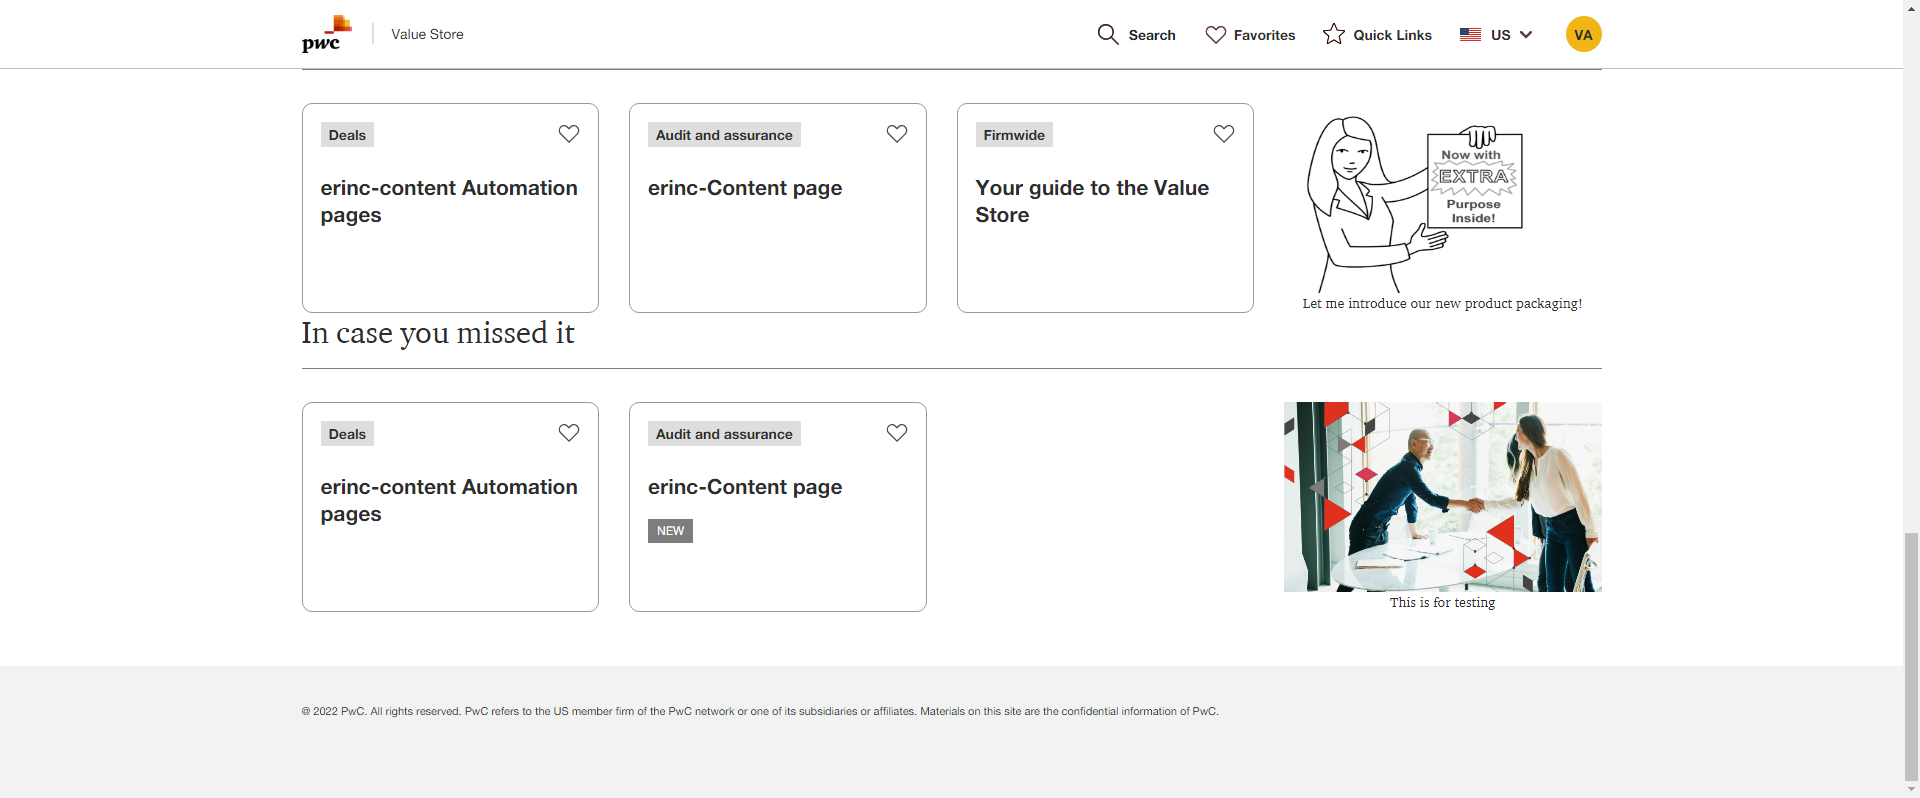 pwc
Value Store
Search
Favorites
Quick Links
US
VA
Deals
erinc-content Automation
pages
Audit and assurance
erinc-Content page
Firmwide
Your guide to the Value
Store
Now with
EXTRA
Purpose
Inside!
Let me introduce our new product packaging!
In case you missed it
Deals
erinc-content Automation
pages
Audit and assurance
erinc-Content page
NEW
This is for testing
@ 2022 PwC. All rights reserved. PwC refers to the US member firm of the PwC network or one of its subsidiaries or affiliates. Materials on this site are the confidential information of PwC.